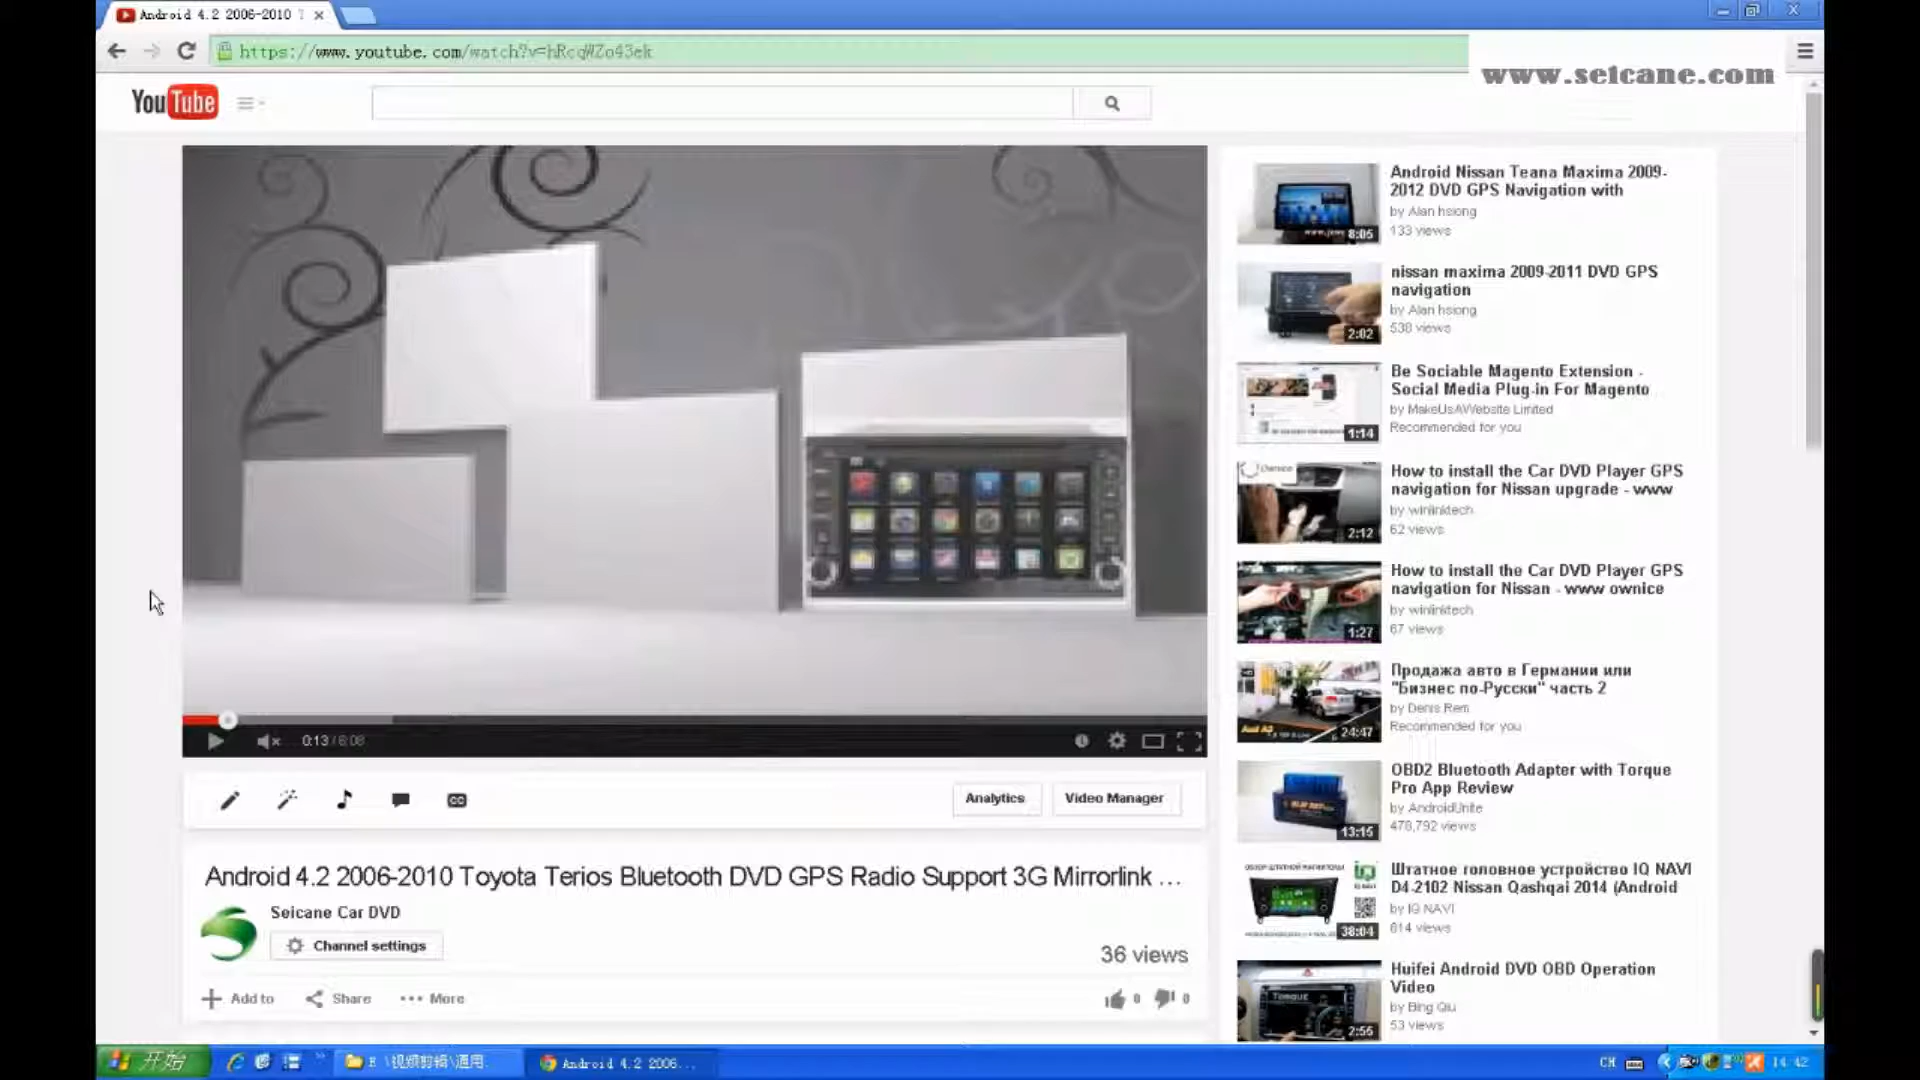 Android 4.2 2006-2010 T
https://www.youtube.com/watch?v=hRcqWZo43ek
www.seicane.com
YouTube
Android Nissan Teana Maxima 2009-
2012 DVD GPS Navigation with
by Alan hsiong
133 views
8:05
nissan maxima 2009-2011 DVD GPS
navigation
by Alan hsiong
538 views
2:02
Be Sociable Magento Extension -
Social Media Plug-in For Magento
by MakeUsAWebsite Limited
Recommended for you
1:14
How to install the Car DVD Player GPS
navigation for Nissan upgrade - www
by winlinktech
62 views
2:12
How to install the Car DVD Player GPS
navigation for Nissan - www ownice
by winlinktech
67 views
1:27
Продажа авто в Германии или
"Бизнес по-Русски" часть 2
by Denis Rem
Recommended for you
24:47
OBD2 Bluetooth Adapter with Torque
Pro App Review
by AndroidUnite
478,792 views
13:15
Штатное головное устройство IQ NAVI
D4-2102 Nissan Qashqai 2014 (Android
by IQ NAVI
614 views
38:04
Huifei Android DVD OBD Operation
Video
by Bing Qiu
53 views
2:56
0:13 / 6:08
Analytics
Video Manager
Android 4.2 2006-2010 Toyota Terios Bluetooth DVD GPS Radio Support 3G Mirrorlink ...
Seicane Car DVD
Channel settings
36 views
Add to
Share
More
0
0
开始
E:\视频剪辑\通用
Android 4.2 2006...
CH
14:42